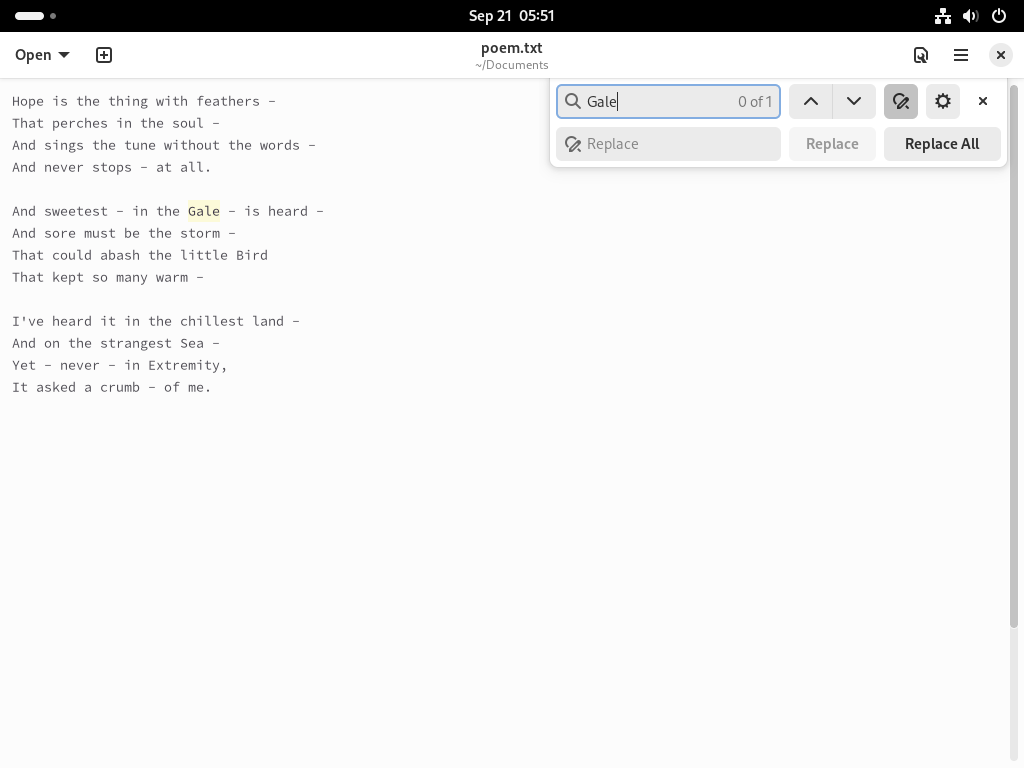 Sep 21 05:51
Open
poem.txt
~/Documents
Gale
0 of 1
Replace
Replace
Replace All
Hope is the thing with feathers –
That perches in the soul –
And sings the tune without the words –
And never stops – at all.
And sweetest – in the Gale – is heard –
And sore must be the storm –
That could abash the little Bird
That kept so many warm –
I've heard it in the chillest land –
And on the strangest Sea –
Yet – never – in Extremity,
It asked a crumb – of me.